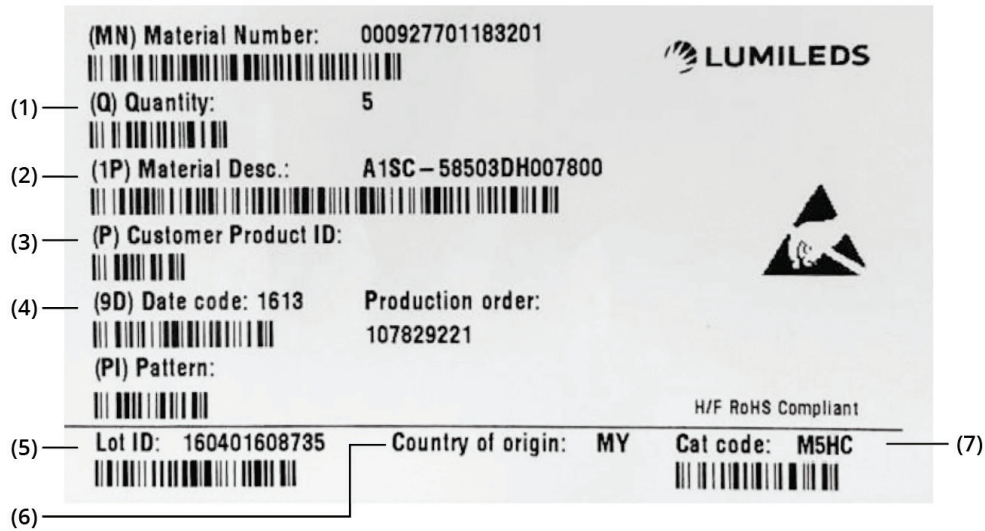 (MN) Material Number: 000927701183201
LUMILEDS
(1) (Q) Quantity: 5
(2) (1P) Material Desc.: A1SC-58503DH007800
(3) (P) Customer Product ID:
(4) (9D) Date code: 1613 Production order:
107829221
(PI) Pattern:
H/F RoHS Compliant
(5) Lot ID: 160401608735 Country of origin: MY Cat code: M5HC (7)
(6)